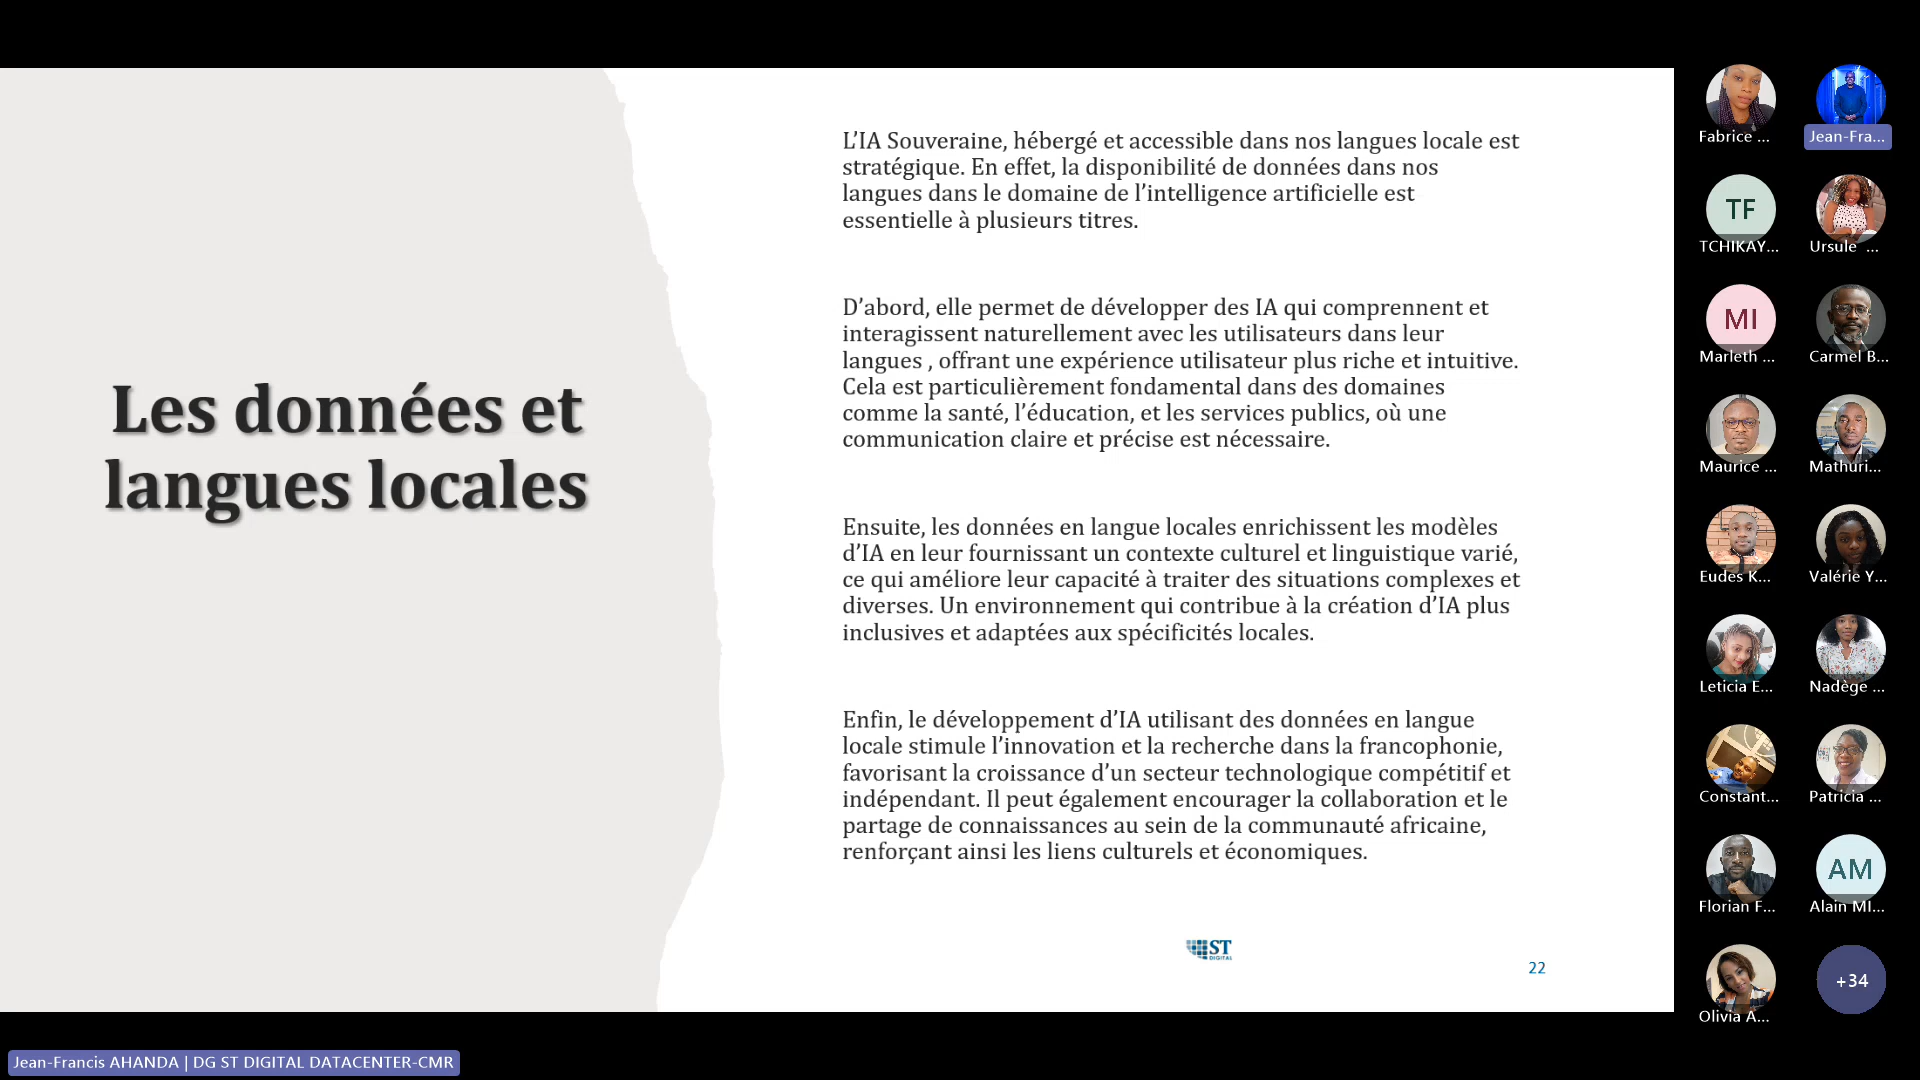 Les données et
langues locales
L’IA Souveraine, hébergé et accessible dans nos langues locale est
stratégique. En effet, la disponibilité de données dans nos
langues dans le domaine de l’intelligence artificielle est
essentielle à plusieurs titres.
D’abord, elle permet de développer des IA qui comprennent et
interagissent naturellement avec les utilisateurs dans leur
langues , offrant une expérience utilisateur plus riche et intuitive.
Cela est particulièrement fondamental dans des domaines
comme la santé, l’éducation, et les services publics, où une
communication claire et précise est nécessaire.
Ensuite, les données en langue locales enrichissent les modèles
d’IA en leur fournissant un contexte culturel et linguistique varié,
ce qui améliore leur capacité à traiter des situations complexes et
diverses. Un environnement qui contribue à la création d’IA plus
inclusives et adaptées aux spécificités locales.
Enfin, le développement d’IA utilisant des données en langue
locale stimule l’innovation et la recherche dans la francophonie,
favorisant la croissance d’un secteur technologique compétitif et
indépendant. Il peut également encourager la collaboration et le
partage de connaissances au sein de la communauté africaine,
renforçant ainsi les liens culturels et économiques.
ST
DIGITAL
22
Fabrice ...
Jean-Fra...
TF
TCHIKAY...
Ursule ...
MI
Marleth ...
Carmel B...
Maurice ...
Mathuri...
Eudes K...
Valérie Y...
Leticia E...
Nadège ...
Constant...
Patricia ...
Florian F...
AM
Alain MI...
Olivia A...
+34
Jean-Francis AHANDA | DG ST DIGITAL DATACENTER-CMR